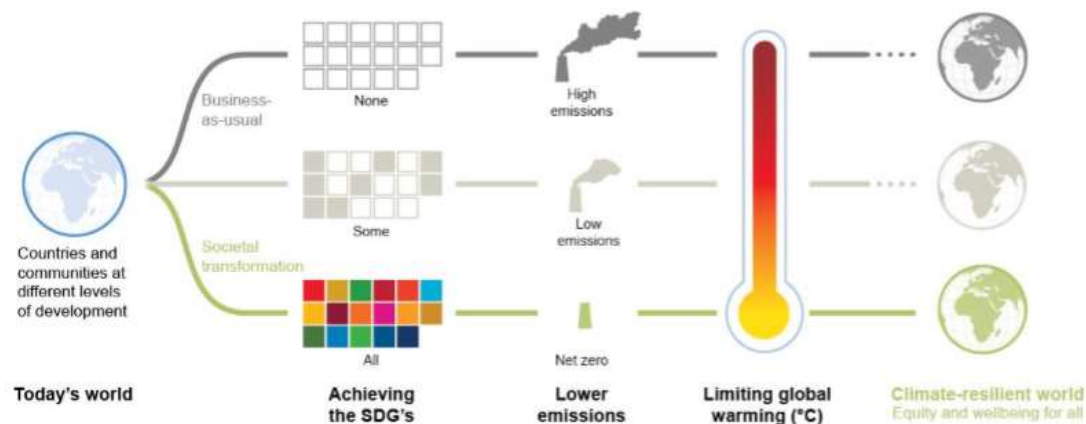 Business-
as-usual
None
High
emissions
Countries and
communities at
different levels
of development
Societal
transformation
Some
Low
emissions
All
Net zero
Today's world
Achieving
the SDG's
Lower
emissions
Limiting global
warming (°C)
Climate-resilient world
Equity and wellbeing for all